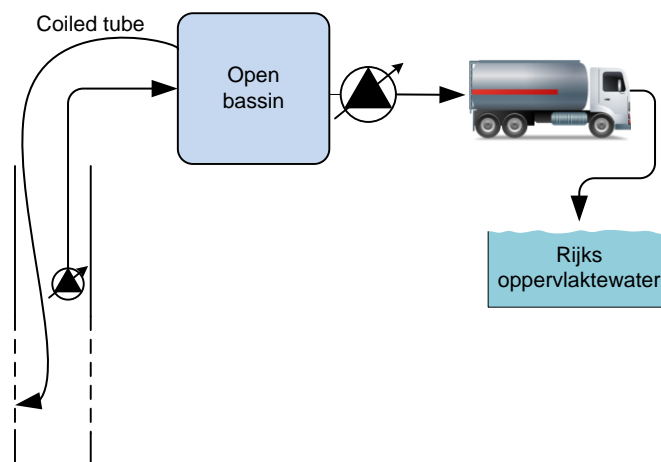 Coiled tube
Open
bassin
Rijks
oppervlaktewater